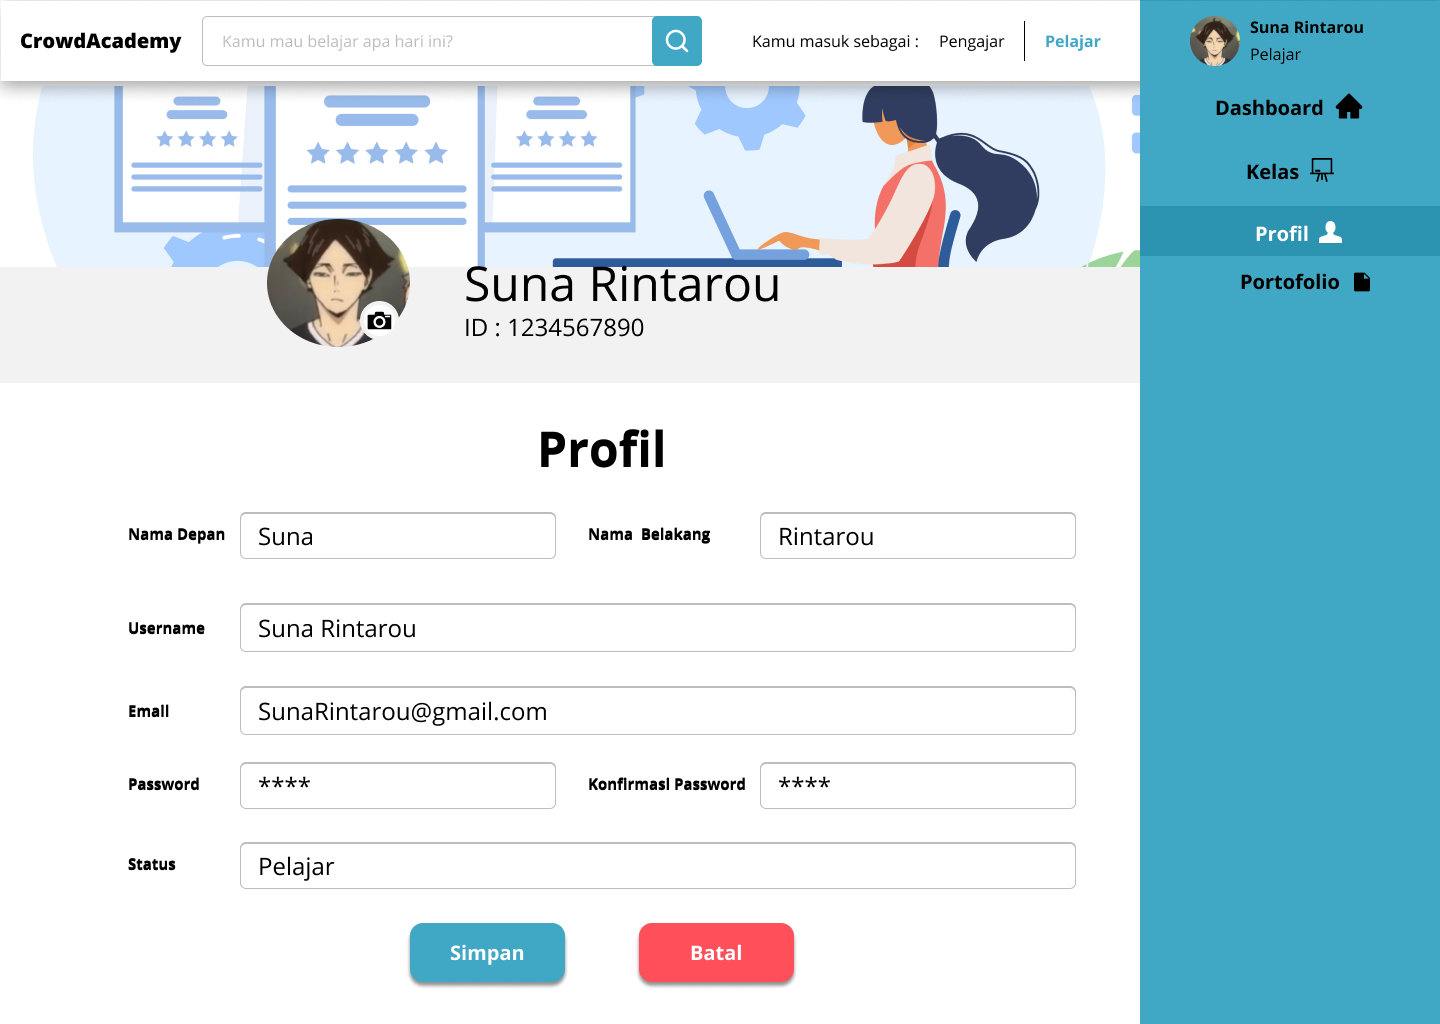 CrowdAcademy
Kamu mau belajar apa hari ini?
Kamu masuk sebagai :
Pengajar
Pelajar
Suna Rintarou
Pelajar
Dashboard
Kelas
Profil
Portofolio
Suna Rintarou
ID : 1234567890
Profil
Nama Depan
Suna
Nama Belakang
Rintarou
Username
Suna Rintarou
Email
SunaRintarou@gmail.com
Password
****
Konfirmasi Password
****
Status
Pelajar
Simpan
Batal